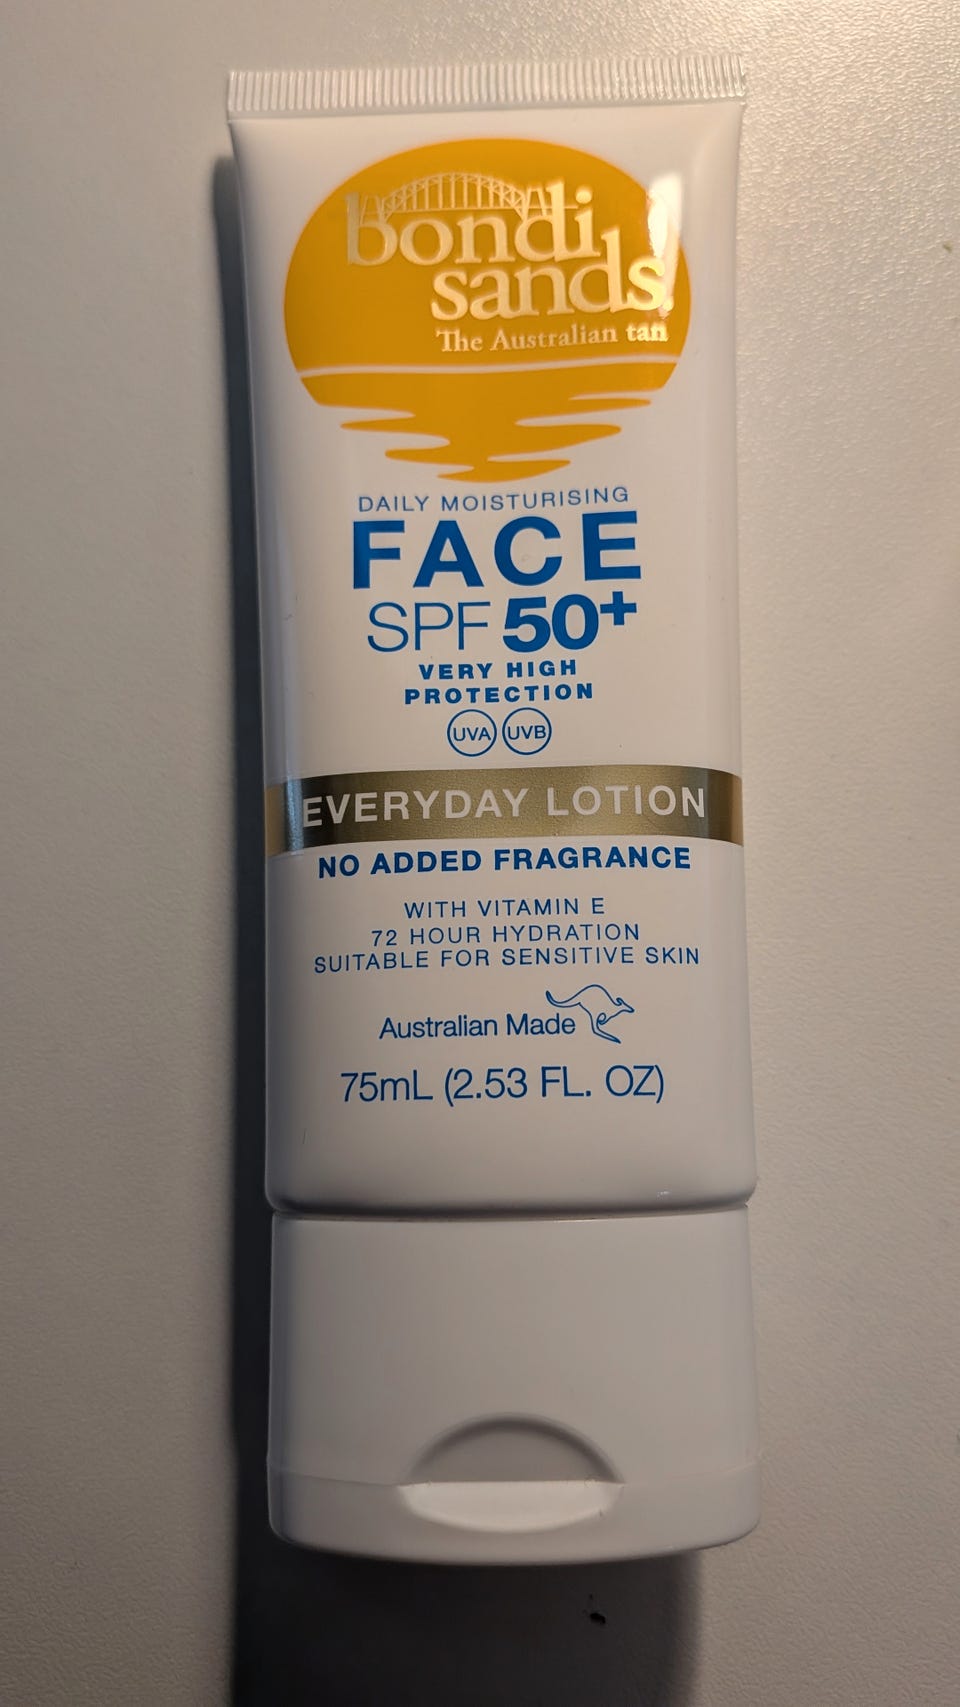 bondi
sands
The Australian tan
DAILY MOISTURISING
FACE
SPF 50+
VERY HIGH
PROTECTION
UVA UVB
EVERYDAY LOTION
NO ADDED FRAGRANCE
WITH VITAMIN E
72 HOUR HYDRATION
SUITABLE FOR SENSITIVE SKIN
Australian Made
75mL (2.53 FL. OZ)